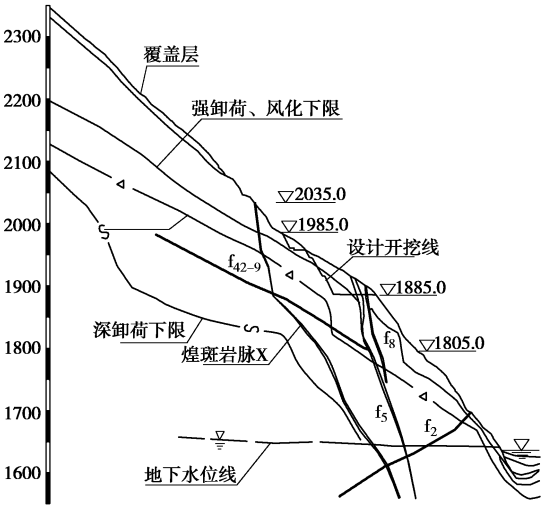 2300
覆盖层
2200
强卸荷、风化下限
2100
2035.0
2000
1985.0
设计开挖线
f42-9
1900
1885.0
深卸荷下限
f8
1805.0
1800
煌斑岩脉X
1700
f5
f2
1600
地下水位线
S
S